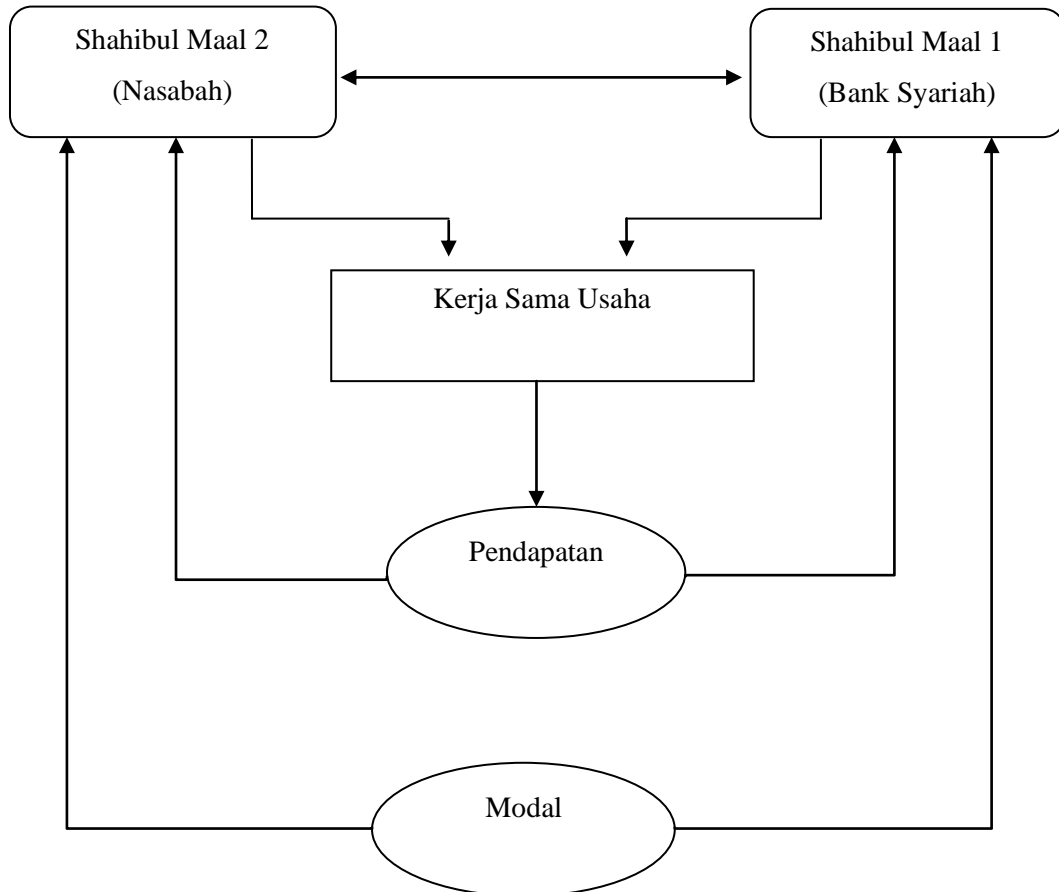 Shahibul Maal 2
(Nasabah)
Shahibul Maal 1
(Bank Syariah)
Kerja Sama Usaha
Pendapatan
Modal